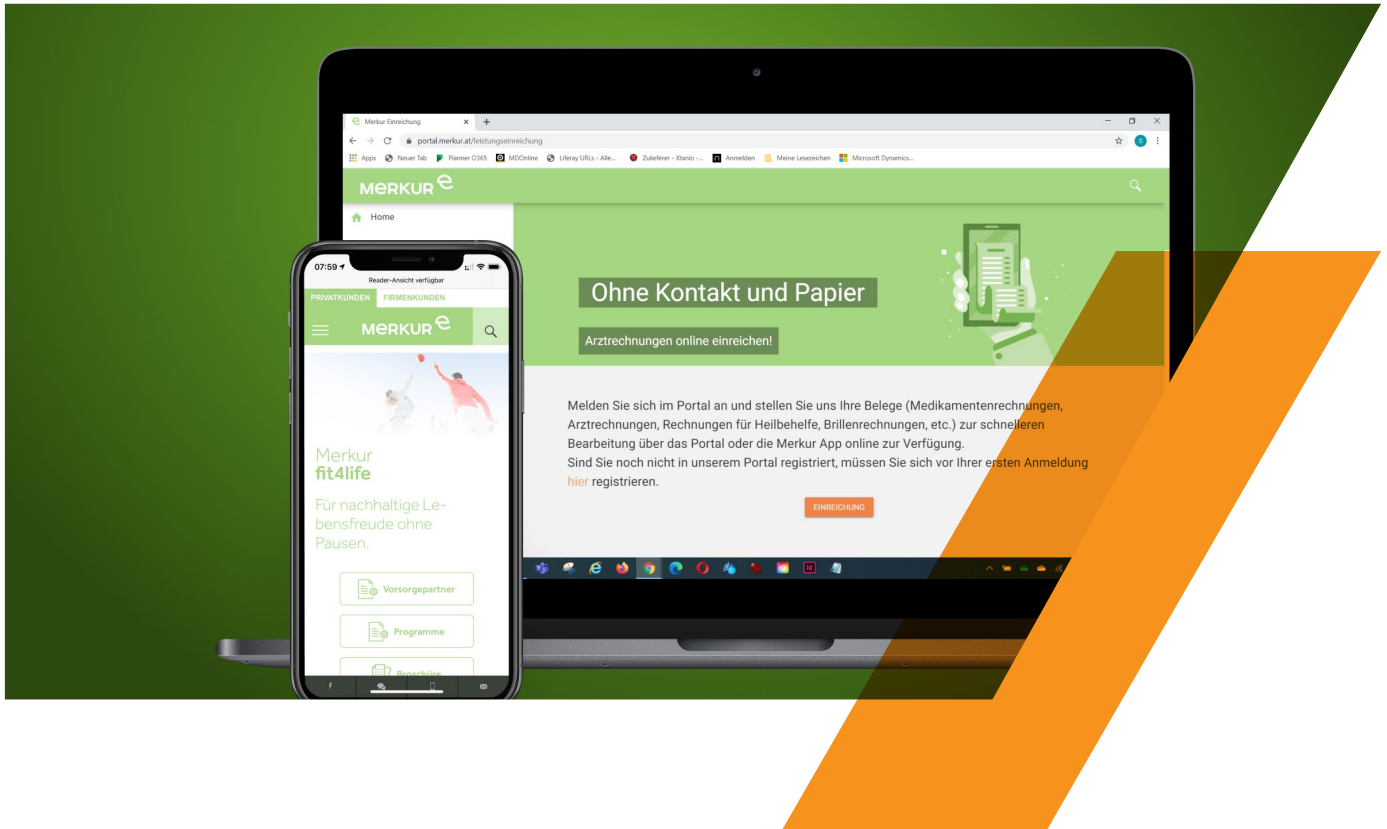 Merkur Einreichung
portal.merkur.at/leistungseinreichung
S
Apps Neuer Tab Planner O365 MDOnline Liferay URLs - Alle... Zulieferer - Xtanio -... Anmelden Meine Lesezeichen Microsoft Dynamics...
MERKUR
Home
Ohne Kontakt und Papier
Arztrechnungen online einreichen!
Melden Sie sich im Portal an und stellen Sie uns Ihre Belege (Medikamentenrechnungen,
Arztrechnungen, Rechnungen für Heilbehelfe, Brillenrechnungen, etc.) zur schnelleren
Bearbeitung über das Portal oder die Merkur App online zur Verfügung.
Sind Sie noch nicht in unserem Portal registriert, müssen Sie sich vor Ihrer ersten Anmeldung
hier registrieren.
EINREICHUNG
Id
07:59
Reader-Ansicht verfügbar
PRIVATKUNDEN FIRMENKUNDEN
MERKUR
Merkur
fit4life
Für nachhaltige Le-
bensfreude ohne
Pausen.
Vorsorgepartner
Programme
Broschüre